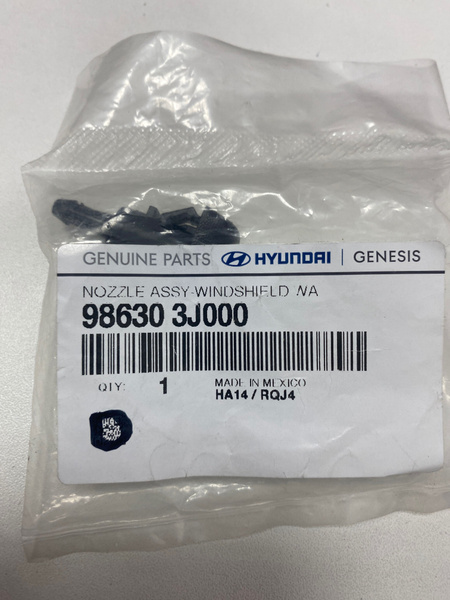 GENUINE PARTS HYUNDAI | GENESIS
NOZZLE ASSY-WINDSHIELD WA
98630 3J000
QTY: 1 MADE IN MEXICO
HA14 / RQJ4